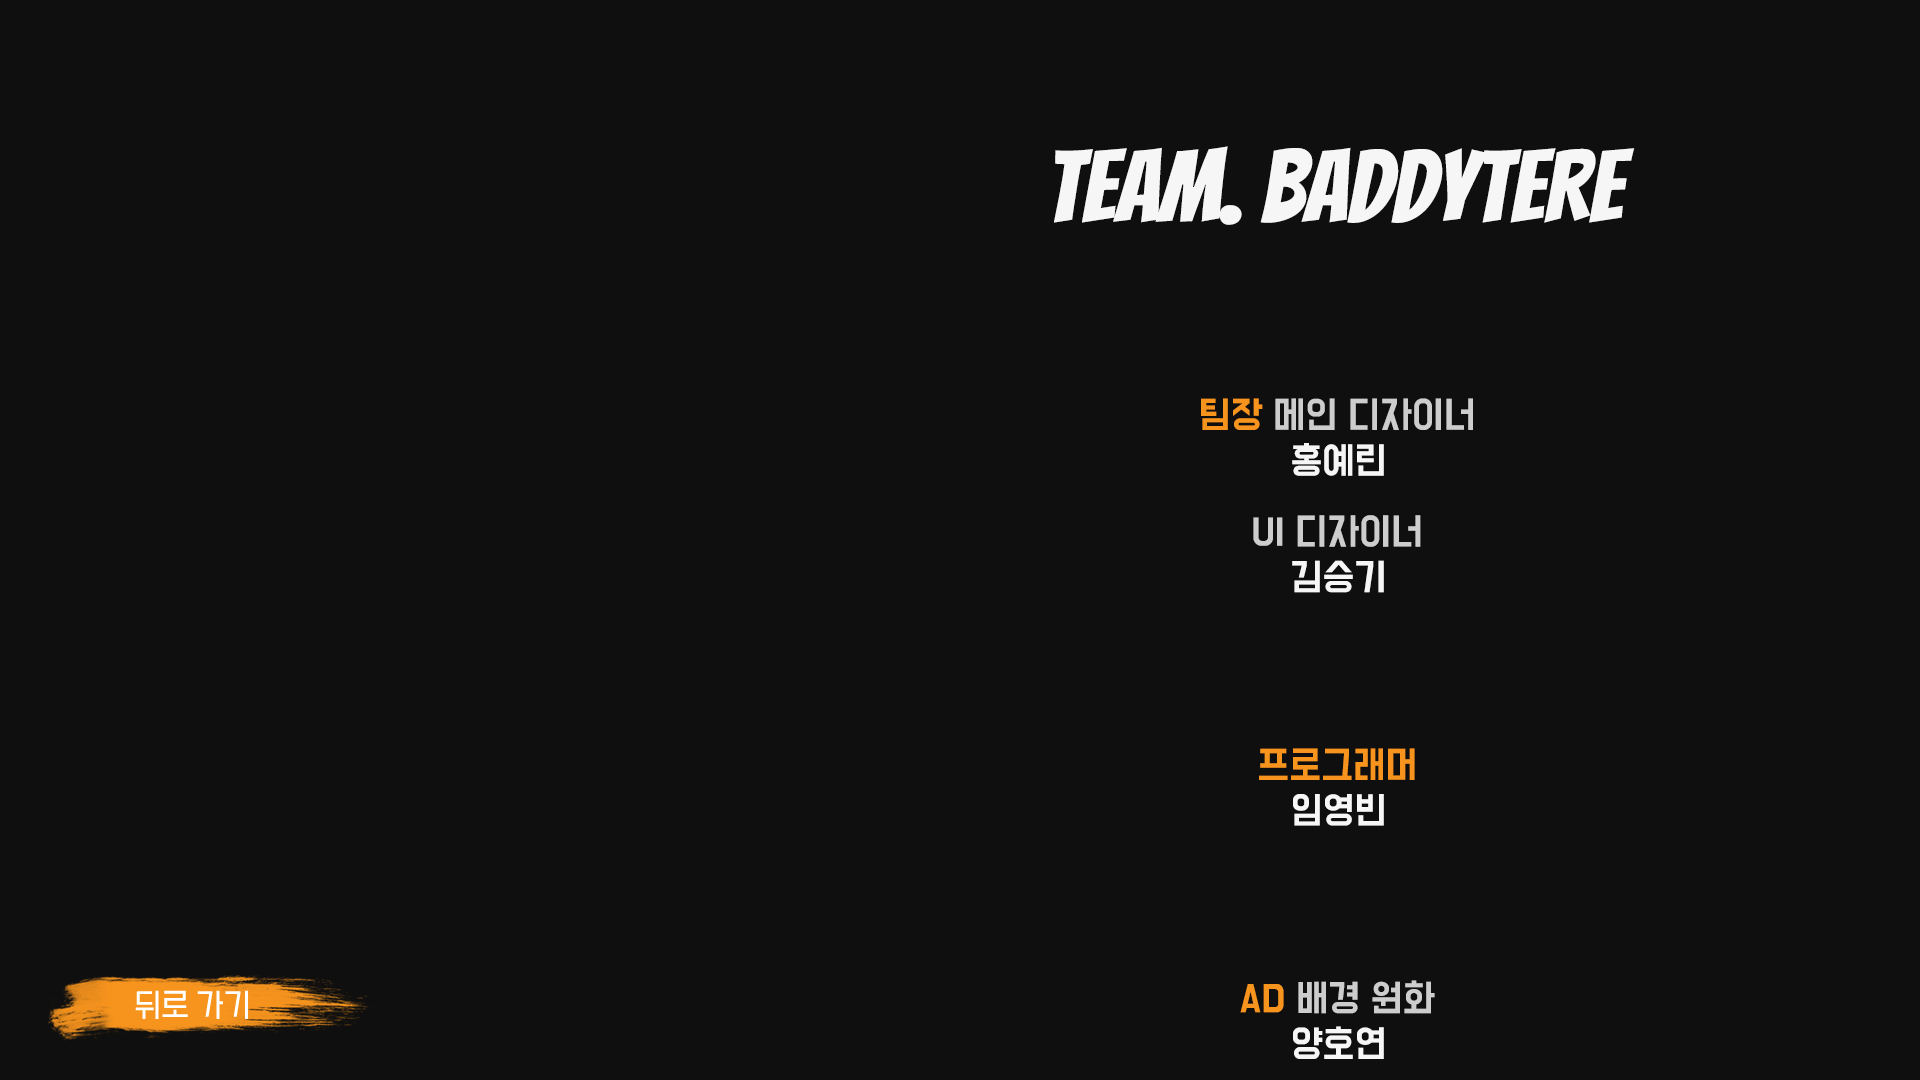 TEAM. BADDYTERE
팀장 메인 디자이너
홍예린
UI 디자이너
김승기
프로그래머
임영빈
AD 배경 원화
양호연
뒤로 가기